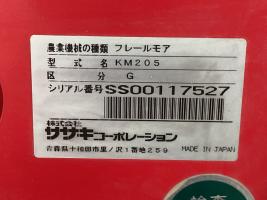 農業機械の種類 フレールモア
型式名 KM205
区分 G
シリアル番号 SS00117527
株式会社
ササキコーポレーション
青森県十和田市里ノ沢1番地259 MADE IN JAPAN
検査